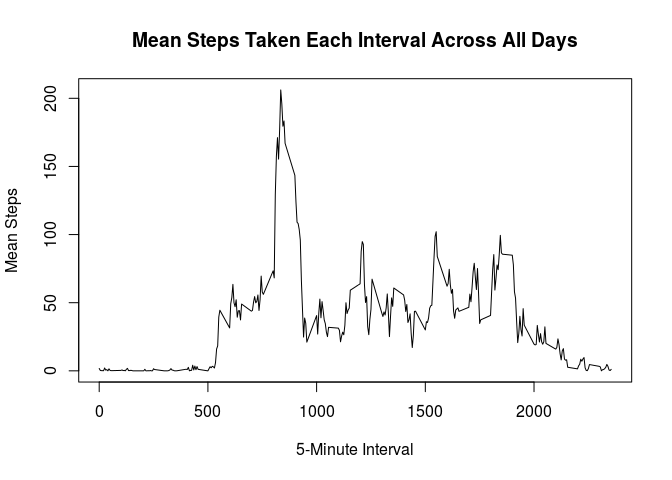 Mean Steps Taken Each Interval Across All Days
Mean Steps
200
150
100
50
0
0 500 1000 1500 2000
5-Minute Interval